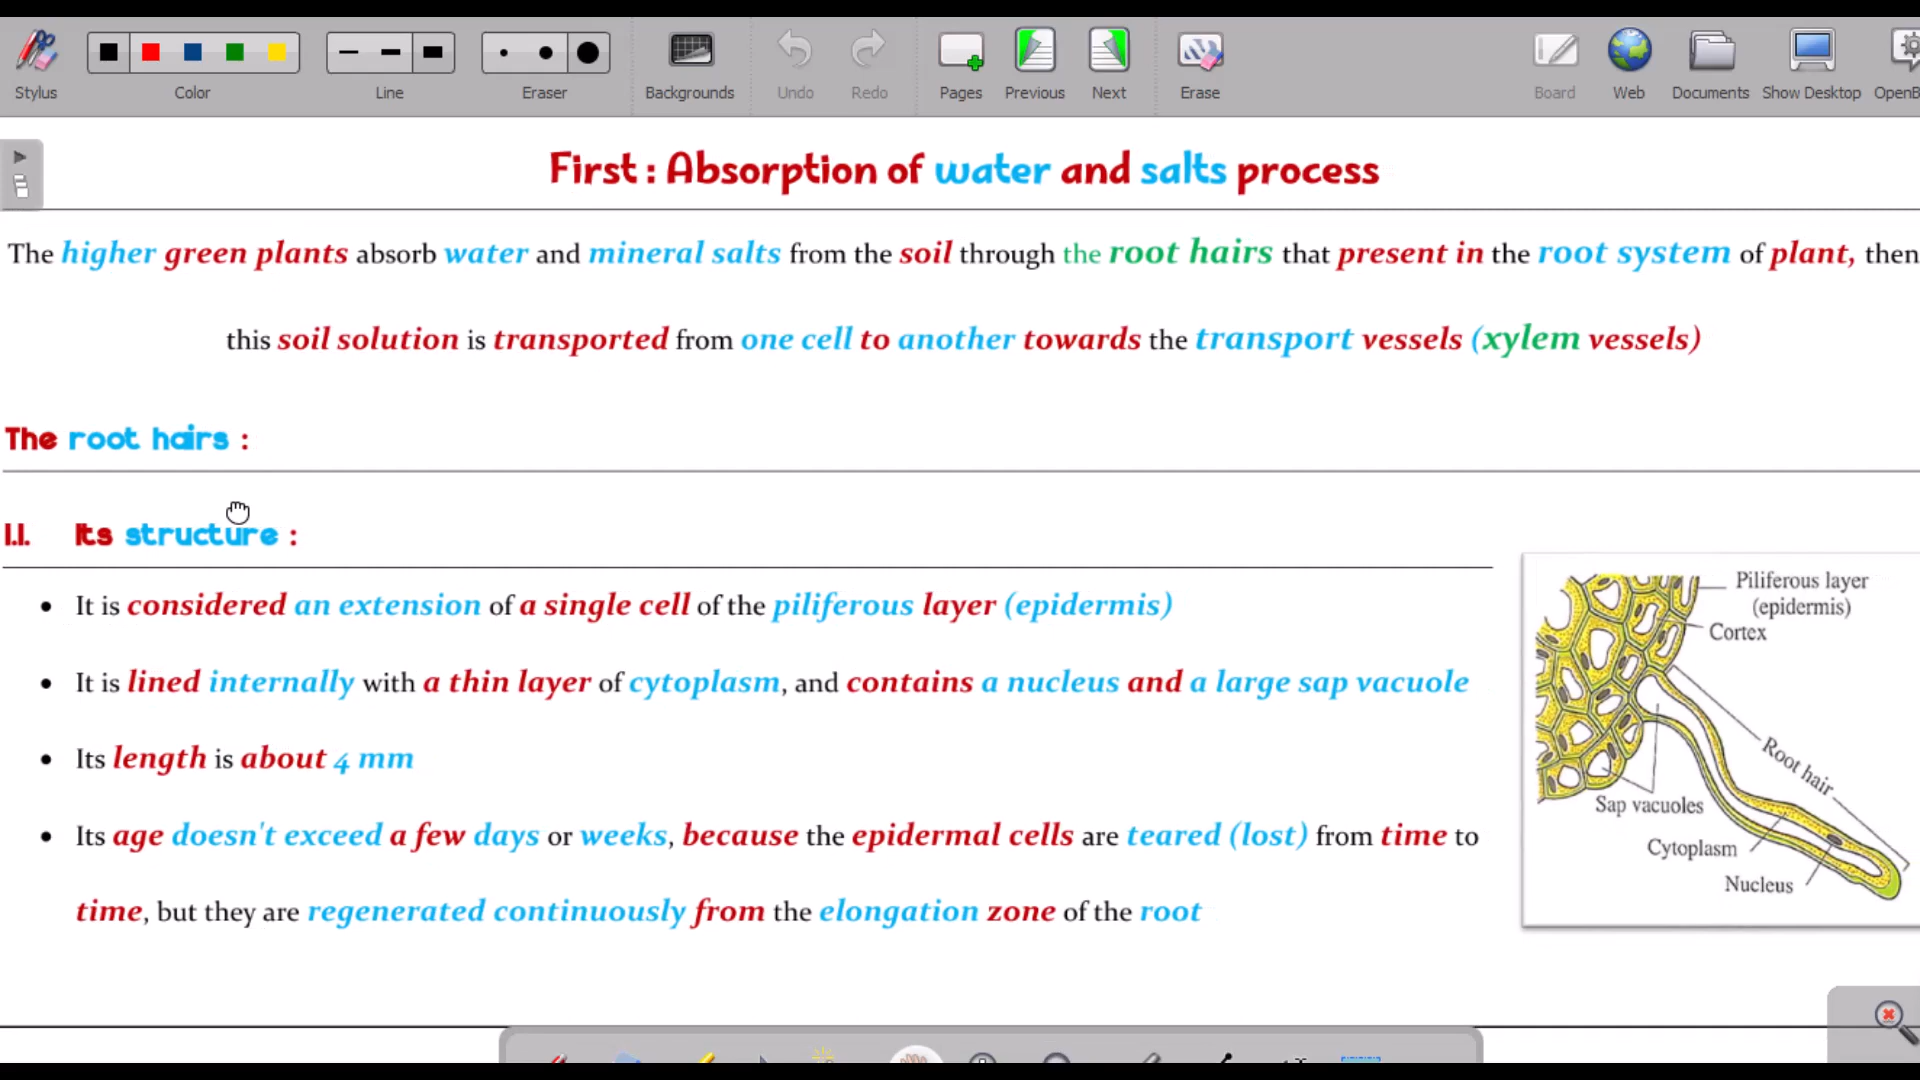 Stylus
Color
Line
Eraser
Backgrounds
Undo
Redo
Pages
Previous
Next
Erase
Board
Web
Documents
Show Desktop
First : Absorption of water and salts process
The higher green plants absorb water and mineral salts from the soil through the root hairs that present in the root system of plant, then
this soil solution is transported from one cell to another towards the transport vessels (xylem vessels)
The root hairs :
I.I. Its structure :
• It is considered an extension of a single cell of the piliferous layer (epidermis)
• It is lined internally with a thin layer of cytoplasm, and contains a nucleus and a large sap vacuole
• Its length is about 4 mm
• Its age doesn't exceed a few days or weeks, because the epidermal cells are teared (lost) from time to
time, but they are regenerated continuously from the elongation zone of the root
Piliferous layer
(epidermis)
Cortex
Root hair
Sap vacuoles
Cytoplasm
Nucleus